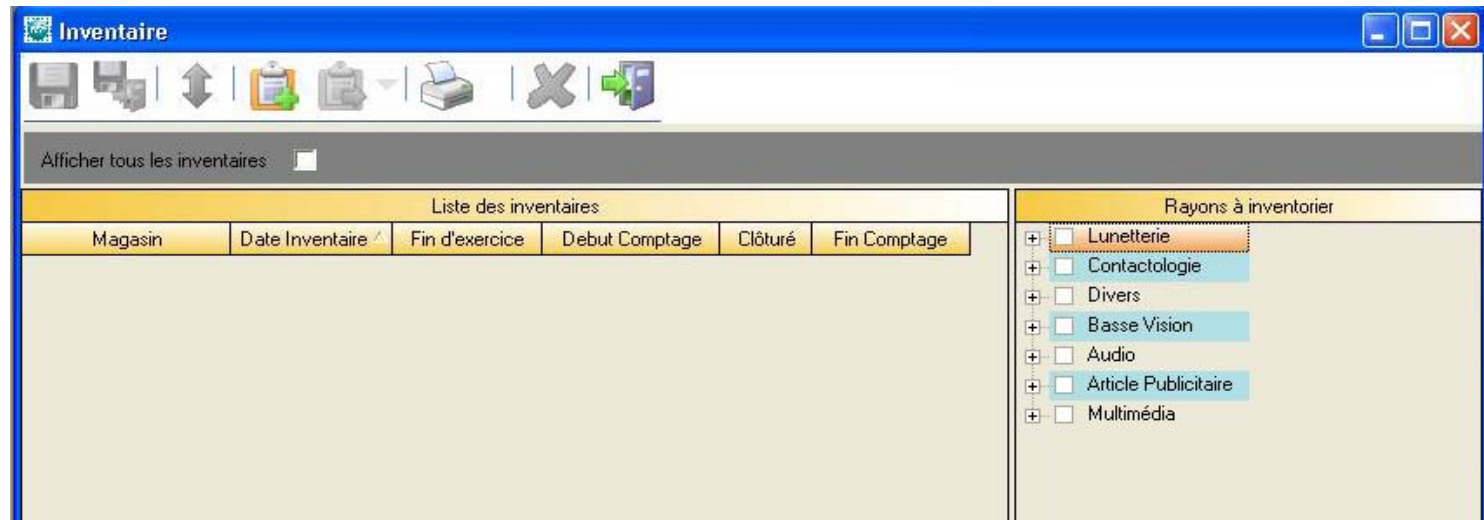 Inventaire
Afficher tous les inventaires
Liste des inventaires
Magasin Date Inventaire Fin d'exercice Debut Comptage Clôturé Fin Comptage
Rayons à inventorier
Lunetterie
Contactologie
Divers
Basse Vision
Audio
Article Publicitaire
Multimédia